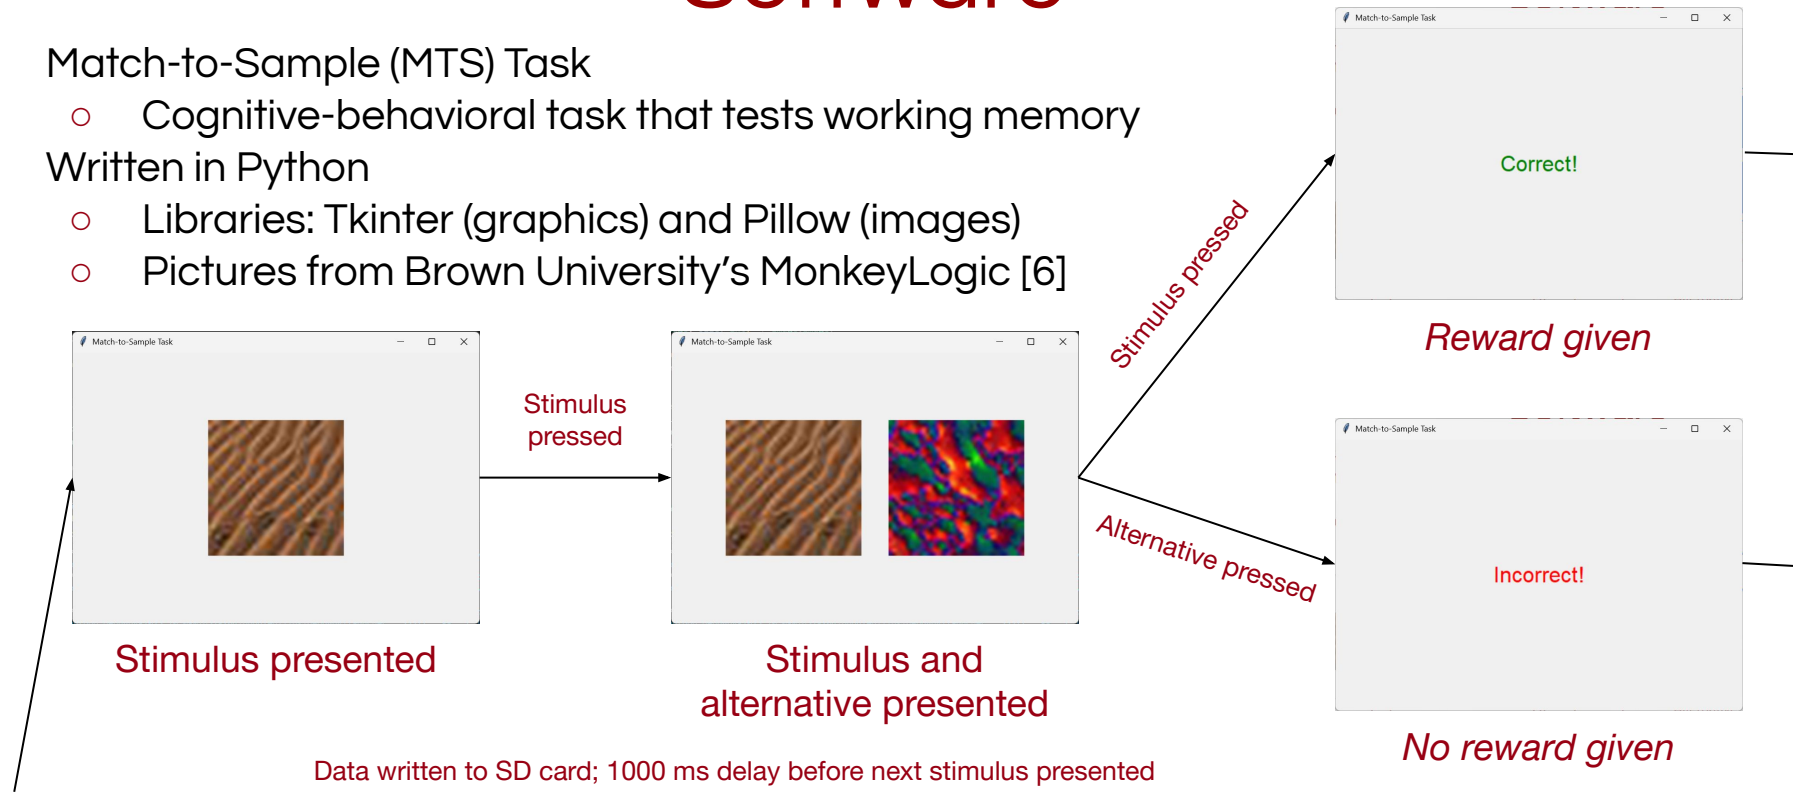 Software
Match-to-Sample (MTS) Task
○ Cognitive-behavioral task that tests working memory
Written in Python
○ Libraries: Tkinter (graphics) and Pillow (images)
○ Pictures from Brown University’s MonkeyLogic [6]
Match-to-Sample Task
Stimulus presented
Stimulus
pressed
Match-to-Sample Task
Stimulus and
alternative presented
Stimulus pressed
Match-to-Sample Task
Correct!
Reward given
Alternative pressed
Match-to-Sample Task
Incorrect!
No reward given
Data written to SD card; 1000 ms delay before next stimulus presented